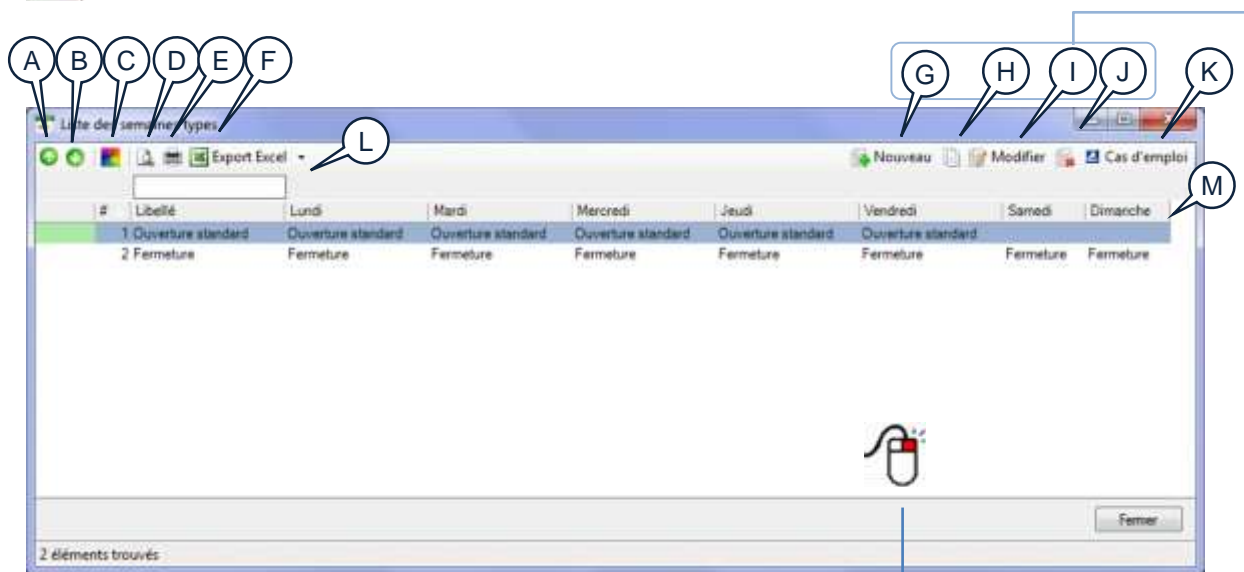 A B C D E F G H I J K
Liste des semaines types
L
Export Excel Nouveau Modifier Cas d'emploi
M
# Libellé Lundi Mardi Mercredi Jeudi Vendredi Samedi Dimanche
1 Ouverture standard Ouverture standard Ouverture standard Ouverture standard Ouverture standard Ouverture standard
2 Fermeture Fermeture Fermeture Fermeture Fermeture Fermeture Fermeture Fermeture
Fermer
2 éléments trouvés